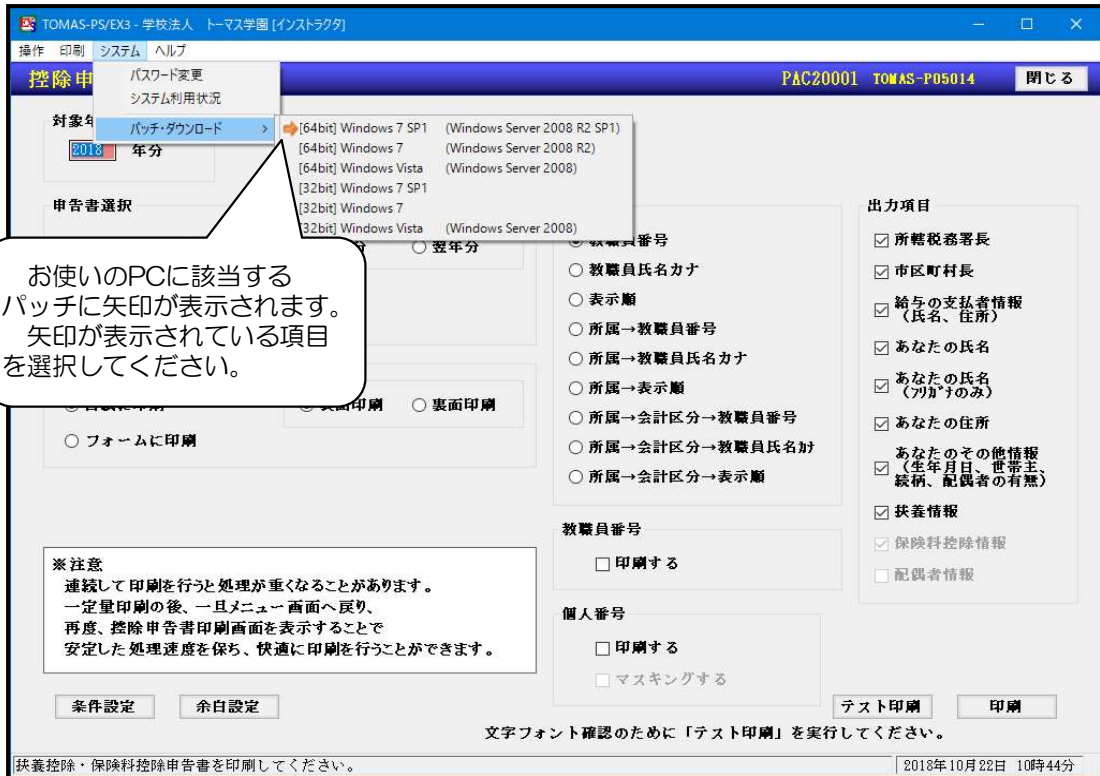 TOMAS-PS/EX3 - 学校法人　トーマス学園 [インストラクタ]
操作 印刷 システム ヘルプ
控除申
PAC20001 TOMAS-P05014 閉じる
パスワード変更
システム利用状況
パッチ・ダウンロード >
[64bit] Windows 7 SP1 (Windows Server 2008 R2 SP1)
[64bit] Windows 7 (Windows Server 2008 R2)
[64bit] Windows Vista (Windows Server 2008)
[32bit] Windows 7 SP1
[32bit] Windows 7
[32bit] Windows Vista (Windows Server 2008)
対象年
2018 年分
申告書選択
翌年分
お使いのPCに該当する
パッチに矢印が表示されます。
矢印が表示されている項目
を選択してください。
フォームに印刷
裏面印刷
教職員番号
教職員氏名カナ
表示順
所属→教職員番号
所属→教職員氏名カナ
所属→表示順
所属→会計区分→教職員番号
所属→会計区分→教職員氏名ｶﾅ
所属→会計区分→表示順
出力項目
所轄税務署長
市区町村長
給与の支払者情報
（氏名、住所）
あなたの氏名
あなたの氏名
（ﾌﾘｶﾞﾅのみ）
あなたの住所
あなたのその他情報
（生年月日、世帯主、
続柄、配偶者の有無）
扶養情報
保険料控除情報
配偶者情報
教職員番号
印刷する
個人番号
印刷する
マスキングする
※注意
連続して印刷を行うと処理が重くなることがあります。
一定量印刷の後、一旦メニュー画面へ戻り、
再度、控除申告書印刷画面を表示することで
安定した処理速度を保ち、快適に印刷を行うことができます。
条件設定 余白設定
テスト印刷 印刷
文字フォント確認のために「テスト印刷」を実行してください。
扶養控除・保険料控除申告書を印刷してください。
2018年10月22日 10時44分